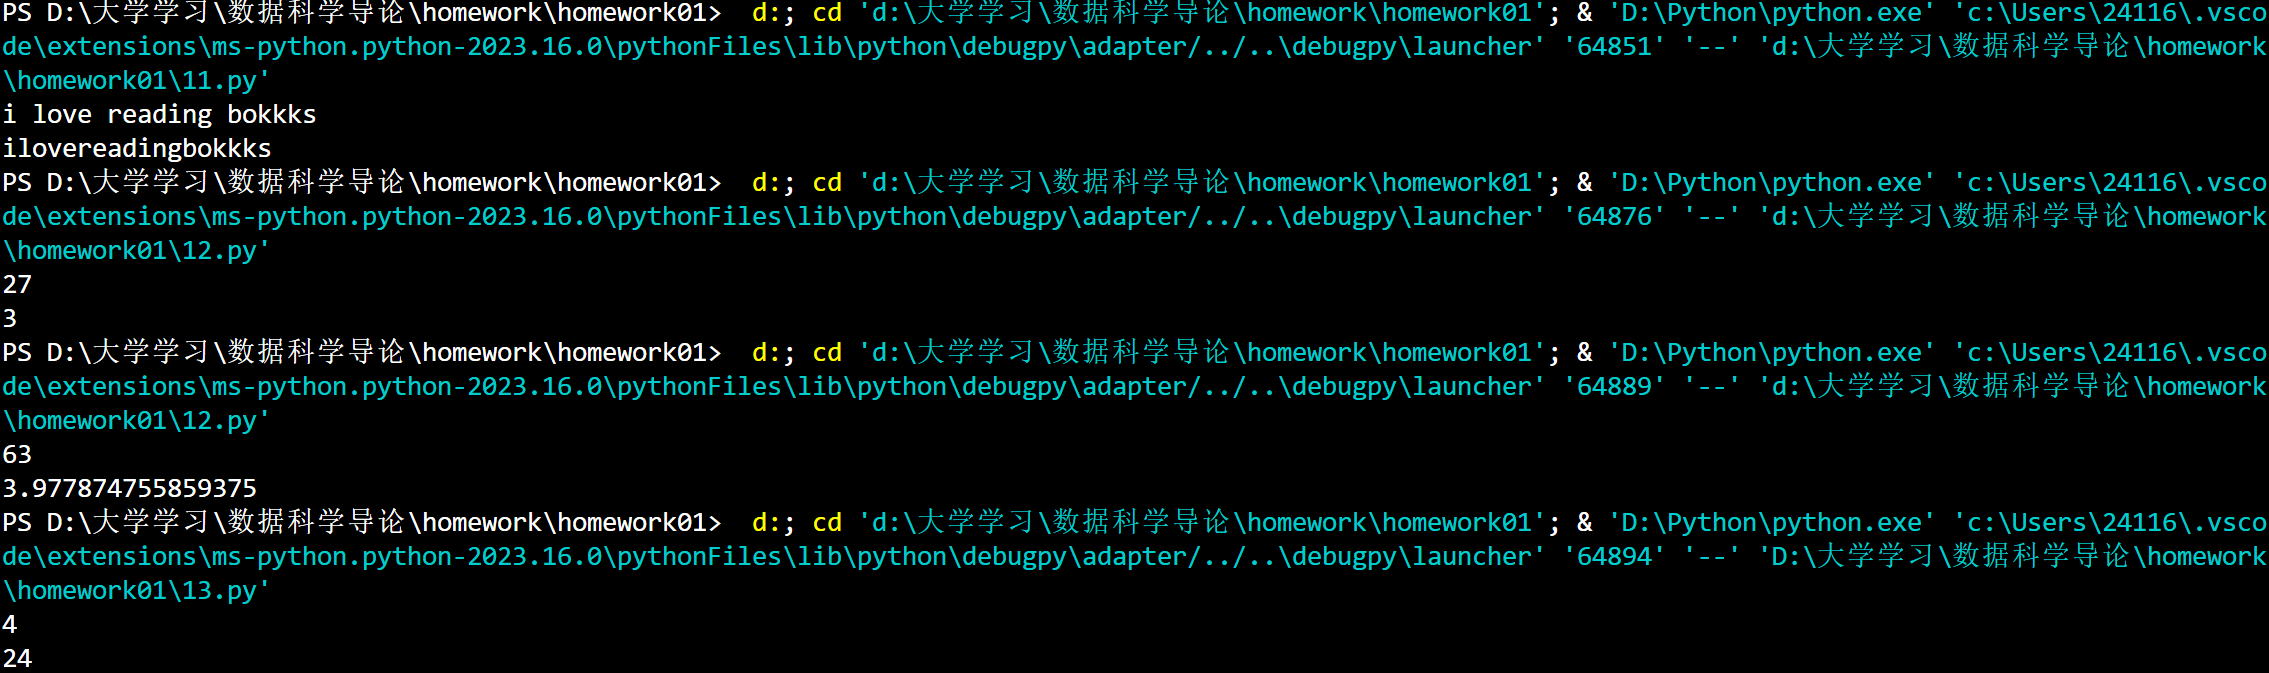 PS D:\大学学习\数据科学导论\homework\homework01>  d:; cd 'd:\大学学习\数据科学导论\homework\homework01'; & 'D:\Python\python.exe' 'c:\Users\24116\.vsco
de\extensions\ms-python.python-2023.16.0\pythonFiles\lib\python\debugpy\adapter/../..\debugpy\launcher' '64851' '--' 'd:\大学学习\数据科学导论\homework
\homework01\11.py'
i love reading bokkks
ilovereadingbokkks
PS D:\大学学习\数据科学导论\homework\homework01>  d:; cd 'd:\大学学习\数据科学导论\homework\homework01'; & 'D:\Python\python.exe' 'c:\Users\24116\.vsco
de\extensions\ms-python.python-2023.16.0\pythonFiles\lib\python\debugpy\adapter/../..\debugpy\launcher' '64876' '--' 'd:\大学学习\数据科学导论\homework
\homework01\12.py'
27
3
PS D:\大学学习\数据科学导论\homework\homework01>  d:; cd 'd:\大学学习\数据科学导论\homework\homework01'; & 'D:\Python\python.exe' 'c:\Users\24116\.vsco
de\extensions\ms-python.python-2023.16.0\pythonFiles\lib\python\debugpy\adapter/../..\debugpy\launcher' '64889' '--' 'd:\大学学习\数据科学导论\homework
\homework01\12.py'
63
3.977874755859375
PS D:\大学学习\数据科学导论\homework\homework01>  d:; cd 'd:\大学学习\数据科学导论\homework\homework01'; & 'D:\Python\python.exe' 'c:\Users\24116\.vsco
de\extensions\ms-python.python-2023.16.0\pythonFiles\lib\python\debugpy\adapter/../..\debugpy\launcher' '64894' '--' 'D:\大学学习\数据科学导论\homework
\homework01\13.py'
4
24